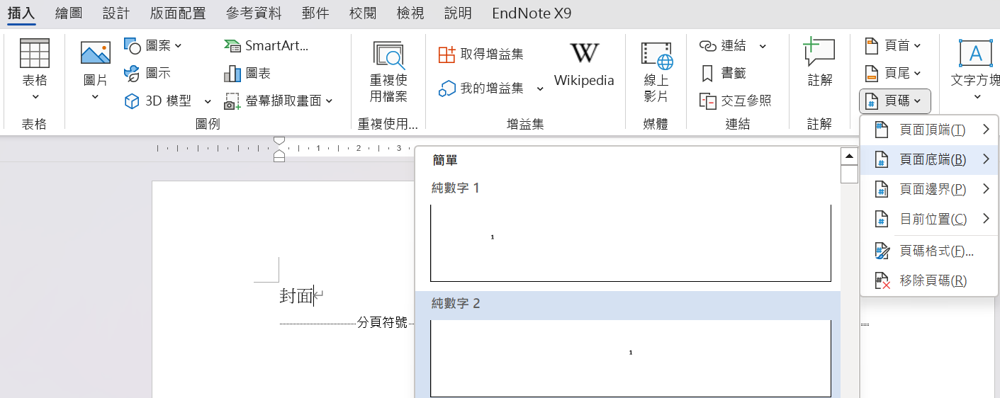 插入 繪圖 設計 版面配置 參考資料 郵件 校閱 檢視 說明 EndNote X9
表格
表格
圖片
圖案
圖示
3D 模型
SmartArt...
圖表
螢幕擷取畫面
圖例
重複使
用檔案
重複使用...
取得增益集
我的增益集
W
Wikipedia
增益集
線上
影片
媒體
連結
書籤
交互參照
連結
註解
註解
頁首
頁尾
頁碼
A
文字方塊
頁面頂端(T)
頁面底端(B)
頁面邊界(P)
目前位置(C)
頁碼格式(F)...
移除頁碼(R)
1 2 3
簡單
純數字 1
1
純數字 2
1
封面
分頁符號